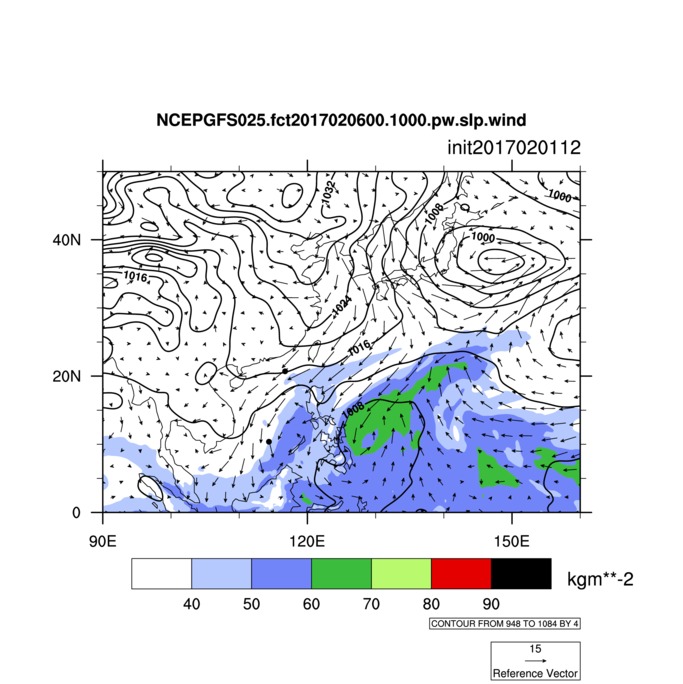 NCEPGFS025.fct2017020600.1000.pw.slp.wind
init2017020112
1032
1008
1000
40N
1000
1016
1024
1016
20N
1008
0
90E 120E 150E
kgm**-2
40 50 60 70 80 90
CONTOUR FROM 948 TO 1084 BY 4
15
Reference Vector